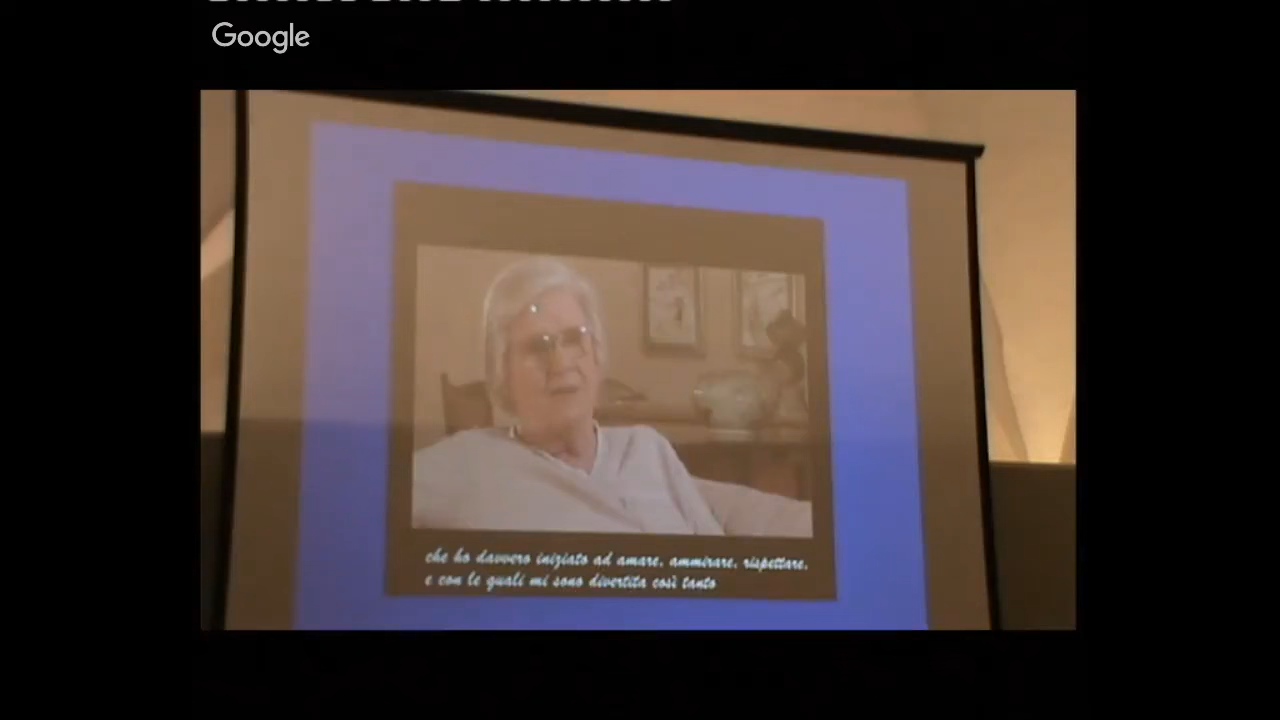 Google
che ho davvero iniziato ad amare, ammirare, rispettare,
e con le quali mi sono divertita così tanto